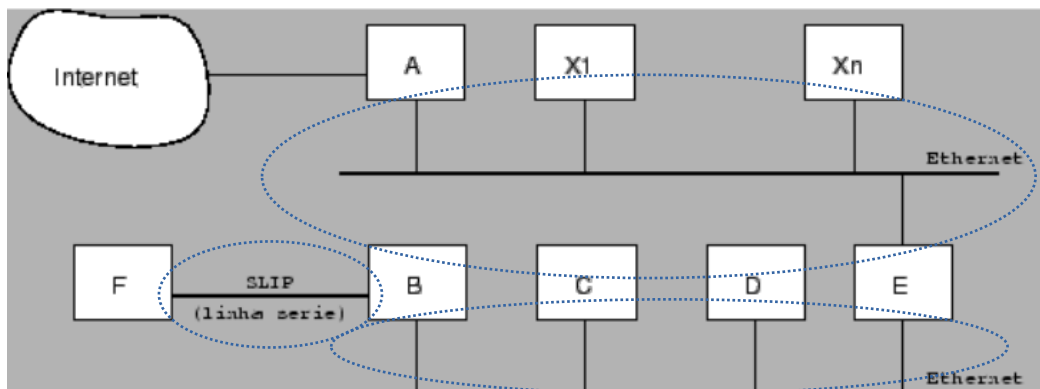 Internet
A
X1
Xn
Ethernet
F
SLIP
(linha serie)
B
C
D
E
Ethernet